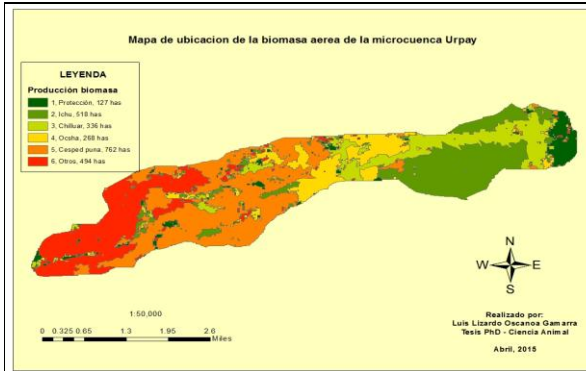 Mapa de ubicacion de la biomasa aerea de la microcuenca Urpay
LEYENDA
Producción biomasa
1, Protección, 127 has
2, Ichu, 518 has
3, Chilluar, 336 has
4, Ocsha, 268 has
5, Cesped puna, 762 has
6, Otros, 494 has
N
W E
S
1:50,000
0 0.325 0.65 1.3 1.95 2.6
Miles
Realizado por:
Luis Lizardo Oscanoa Gamarra
Tesis PhD - Ciencia Animal
Abril, 2015